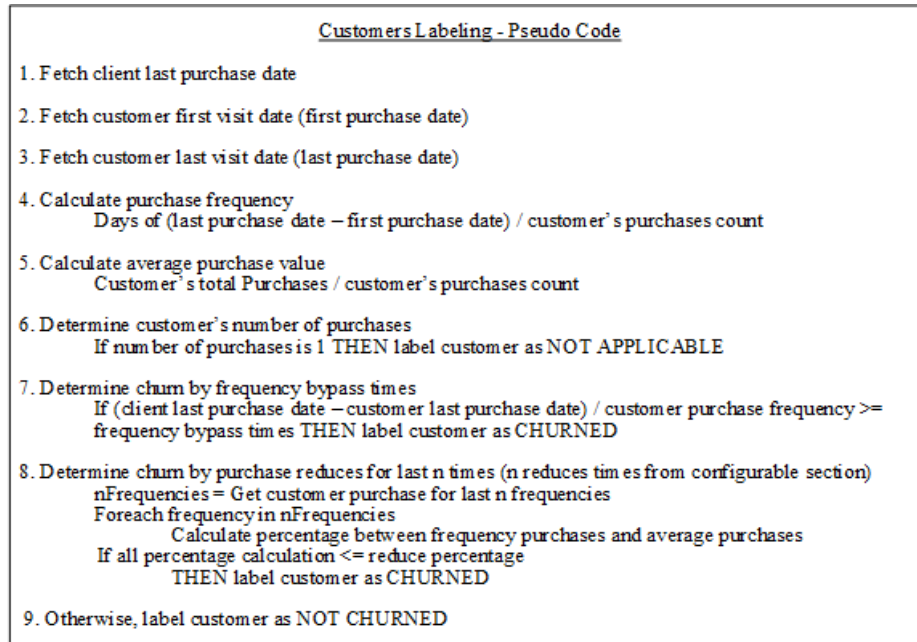 Customers Labeling - Pseudo Code
1. Fetch client last purchase date
2. Fetch customer first visit date (first purchase date)
3. Fetch customer last visit date (last purchase date)
4. Calculate purchase frequency
Days of (last purchase date – first purchase date) / customer’s purchases count
5. Calculate average purchase value
Customer’s total Purchases / customer’s purchases count
6. Determine customer’s number of purchases
If number of purchases is 1 THEN label customer as NOT APPLICABLE
7. Determine churn by frequency bypass times
If (client last purchase date – customer last purchase date) / customer purchase frequency >=
frequency bypass times THEN label customer as CHURNED
8. Determine churn by purchase reduces for last n times (n reduces times from configurable section)
nFrequencies = Get customer purchase for last n frequencies
Foreach frequency in nFrequencies
Calculate percentage between frequency purchases and average purchases
If all percentage calculation <= reduce percentage
THEN label customer as CHURNED
9. Otherwise, label customer as NOT CHURNED